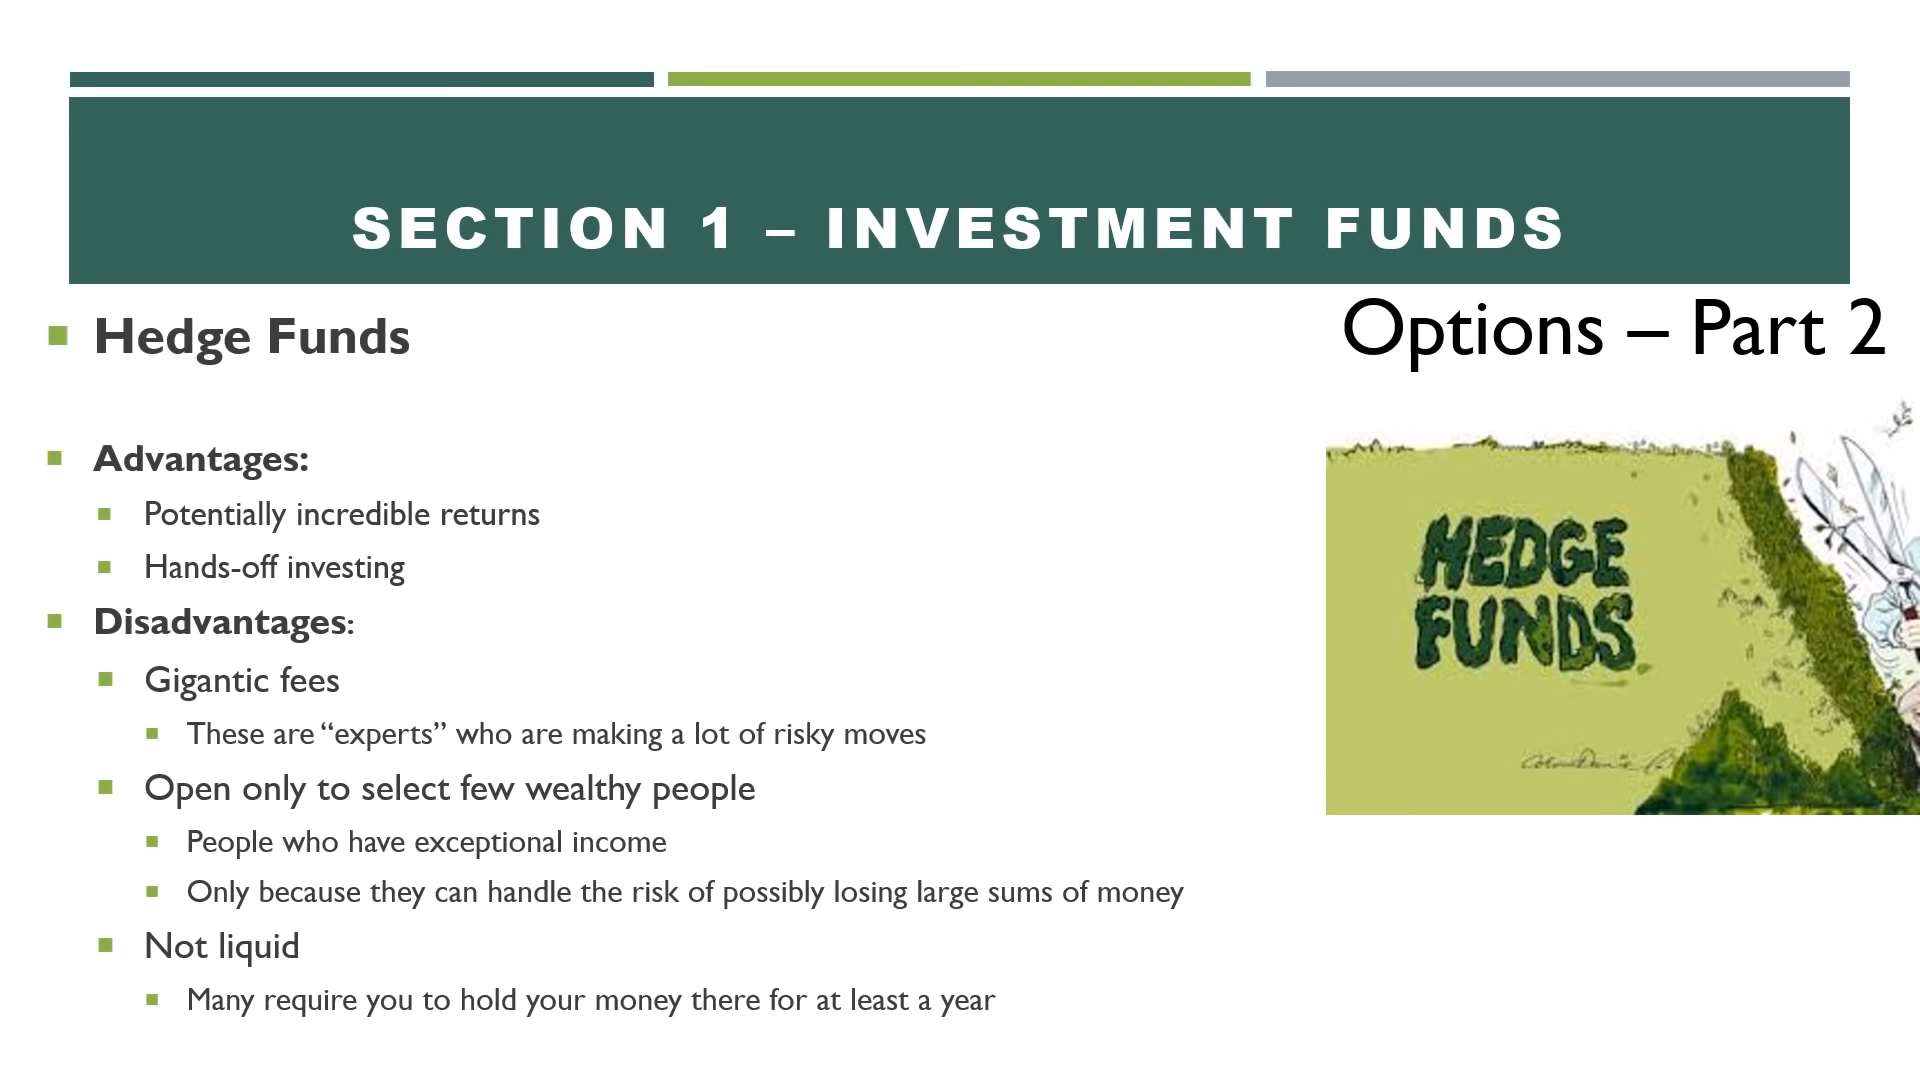 SECTION 1 – INVESTMENT FUNDS
Options – Part 2
Hedge Funds
Advantages:
Potentially incredible returns
Hands-off investing
Disadvantages:
Gigantic fees
These are “experts” who are making a lot of risky moves
Open only to select few wealthy people
People who have exceptional income
Only because they can handle the risk of possibly losing large sums of money
Not liquid
Many require you to hold your money there for at least a year
HEDGE
FUNDS